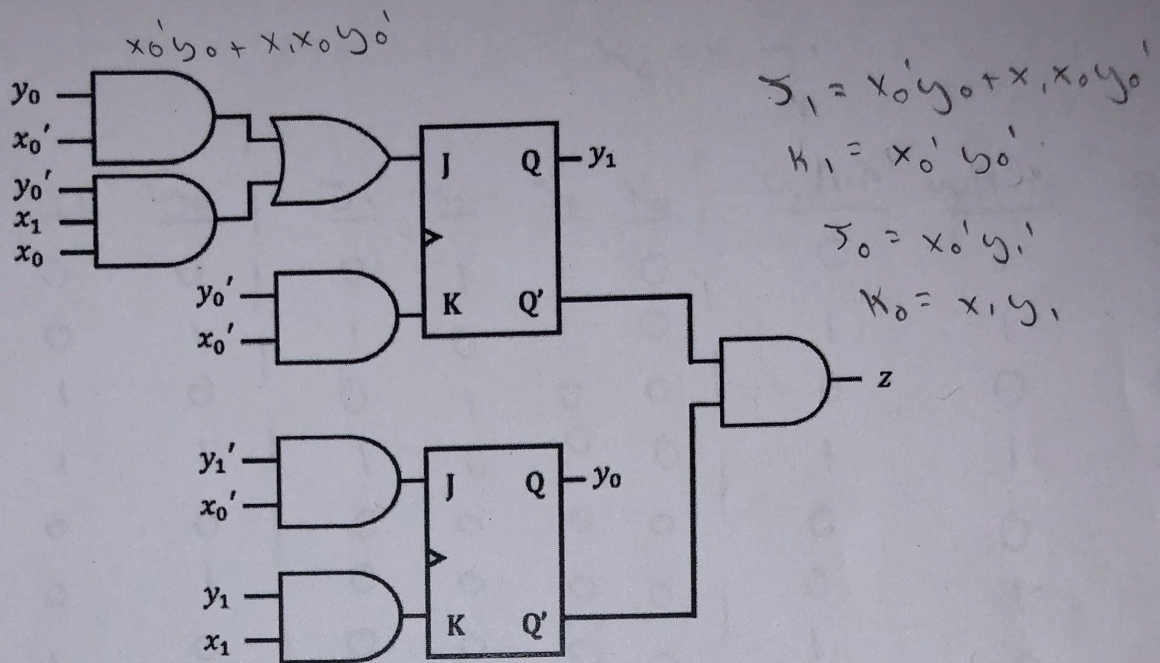 x0'y0 + x1x0y0'
J1 = x0'y0 + x1x0y0'
K1 = x0'y0'
J0 = x0'y1'
K0 = x1y1
y0
x0'
y0'
x1
x0
J Q y1
y0'
x0'
K Q'
z
y1'
x0'
J Q y0
y1
x1
K Q'